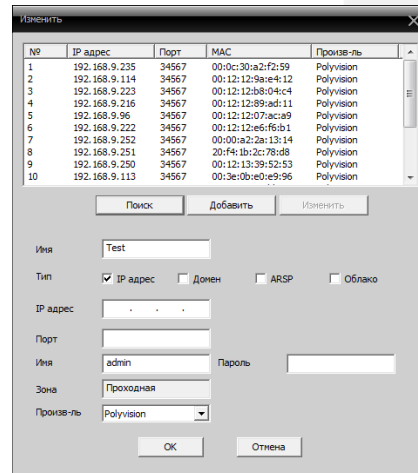 Изменить
№ IP адрес Порт MAC Произв-ль
1 192.168.9.235 34567 00:0c:30:a2:f2:59 Polyvision
2 192.168.9.114 34567 00:12:12:9a:e4:12 Polyvision
3 192.168.9.223 34567 00:12:12:b8:04:c4 Polyvision
4 192.168.9.216 34567 00:12:12:89:ad:11 Polyvision
5 192.168.9.96 34567 00:12:12:07:ac:a9 Polyvision
6 192.168.9.222 34567 00:12:12:e6:f6:b1 Polyvision
7 192.168.9.252 34567 00:00:a2:2a:13:14 Polyvision
8 192.168.9.251 34567 20:f4:1b:2c:78:d8 Polyvision
9 192.168.9.250 34567 00:12:13:39:52:53 Polyvision
10 192.168.9.113 34567 00:3e:0b:e0:e9:96 Polyvision
Поиск Добавить Изменить
Имя Test
Тип IP адрес Домен ARSP Облако
IP адрес . . .
Порт
Имя admin Пароль
Зона Проходная
Произв-ль Polyvision
OK Отмена